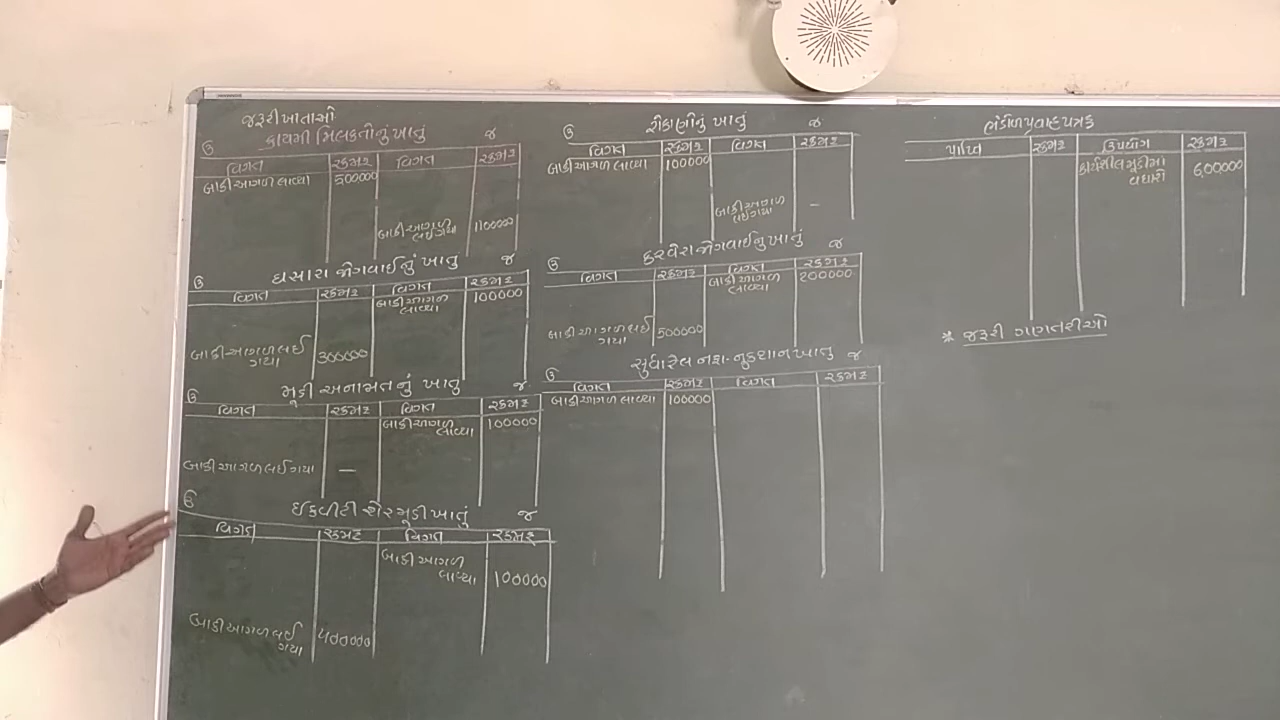 જરૂરી ખાતાઓ
કાયમી મિલકતોનું ખાતું
ઉ જ
વિગત રકમ રૂ વિગત રકમ રૂ
બાકી આગળ લાવ્યા 500000
બાકી આગળ 1100000
લઈ ગયા
ઘસારા જોગવાઈનું ખાતુ
ઉ જ
વિગત રકમ રૂ વિગત રકમ રૂ
બાકી આગળ 100000
લાવ્યા
બાકી આગળ લઈ
ગયા 300000
મૂડી અનામતનું ખાતુ
ઉ જ
વિગત રકમ રૂ વિગત રકમ રૂ
બાકી આગળ 100000
લાવ્યા
બાકી આગળ લઈ ગયા —
ઈકવીટી શેરમૂડી ખાતું
ઉ જ
વિગત રકમ રૂ વિગત રકમ રૂ
બાકી આગળ
લાવ્યા 100000
બાકી આગળ લઈ
ગયા 400000
રોકાણોનું ખાતું
ઉ જ
વિગત રકમ રૂ વિગત રકમ રૂ
બાકી આગળ લાવ્યા 100000
બાકી આગળ
લઈ ગયા —
કરવેરા જોગવાઈનુ ખાતું
ઉ જ
વિગત રકમ રૂ વિગત રકમ રૂ
બાકી આગળ 200000
લાવ્યા
બાકી આગળ લઈ
ગયા 500000
સુધારેલ નફા-નુકશાન ખાતુ
ઉ જ
વિગત રકમ રૂ વિગત રકમ રૂ
બાકી આગળ લાવ્યા 100000
ભંડોળ પ્રવાહ પત્રક
પ્રાપ્તિ રકમ રૂ ઉપયોગ રકમ રૂ
કાર્યશીલ મૂડીમાં 600000
વધારો
* જરૂરી ગણતરીઓ